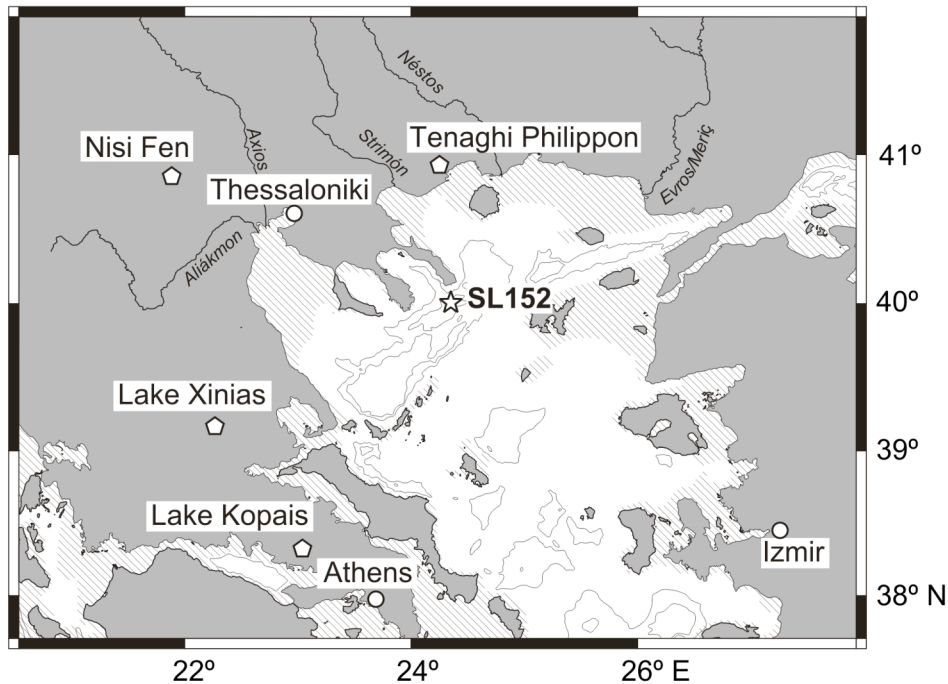 Néstos
Tenaghi Philippon
Nisi Fen
Axios
Strimón
Evros/Meriç
41º
Thessaloniki
Aliákmon
SL152
40º
Lake Xinias
39º
Lake Kopais
Izmir
Athens
38º N
22º
24º
26º E